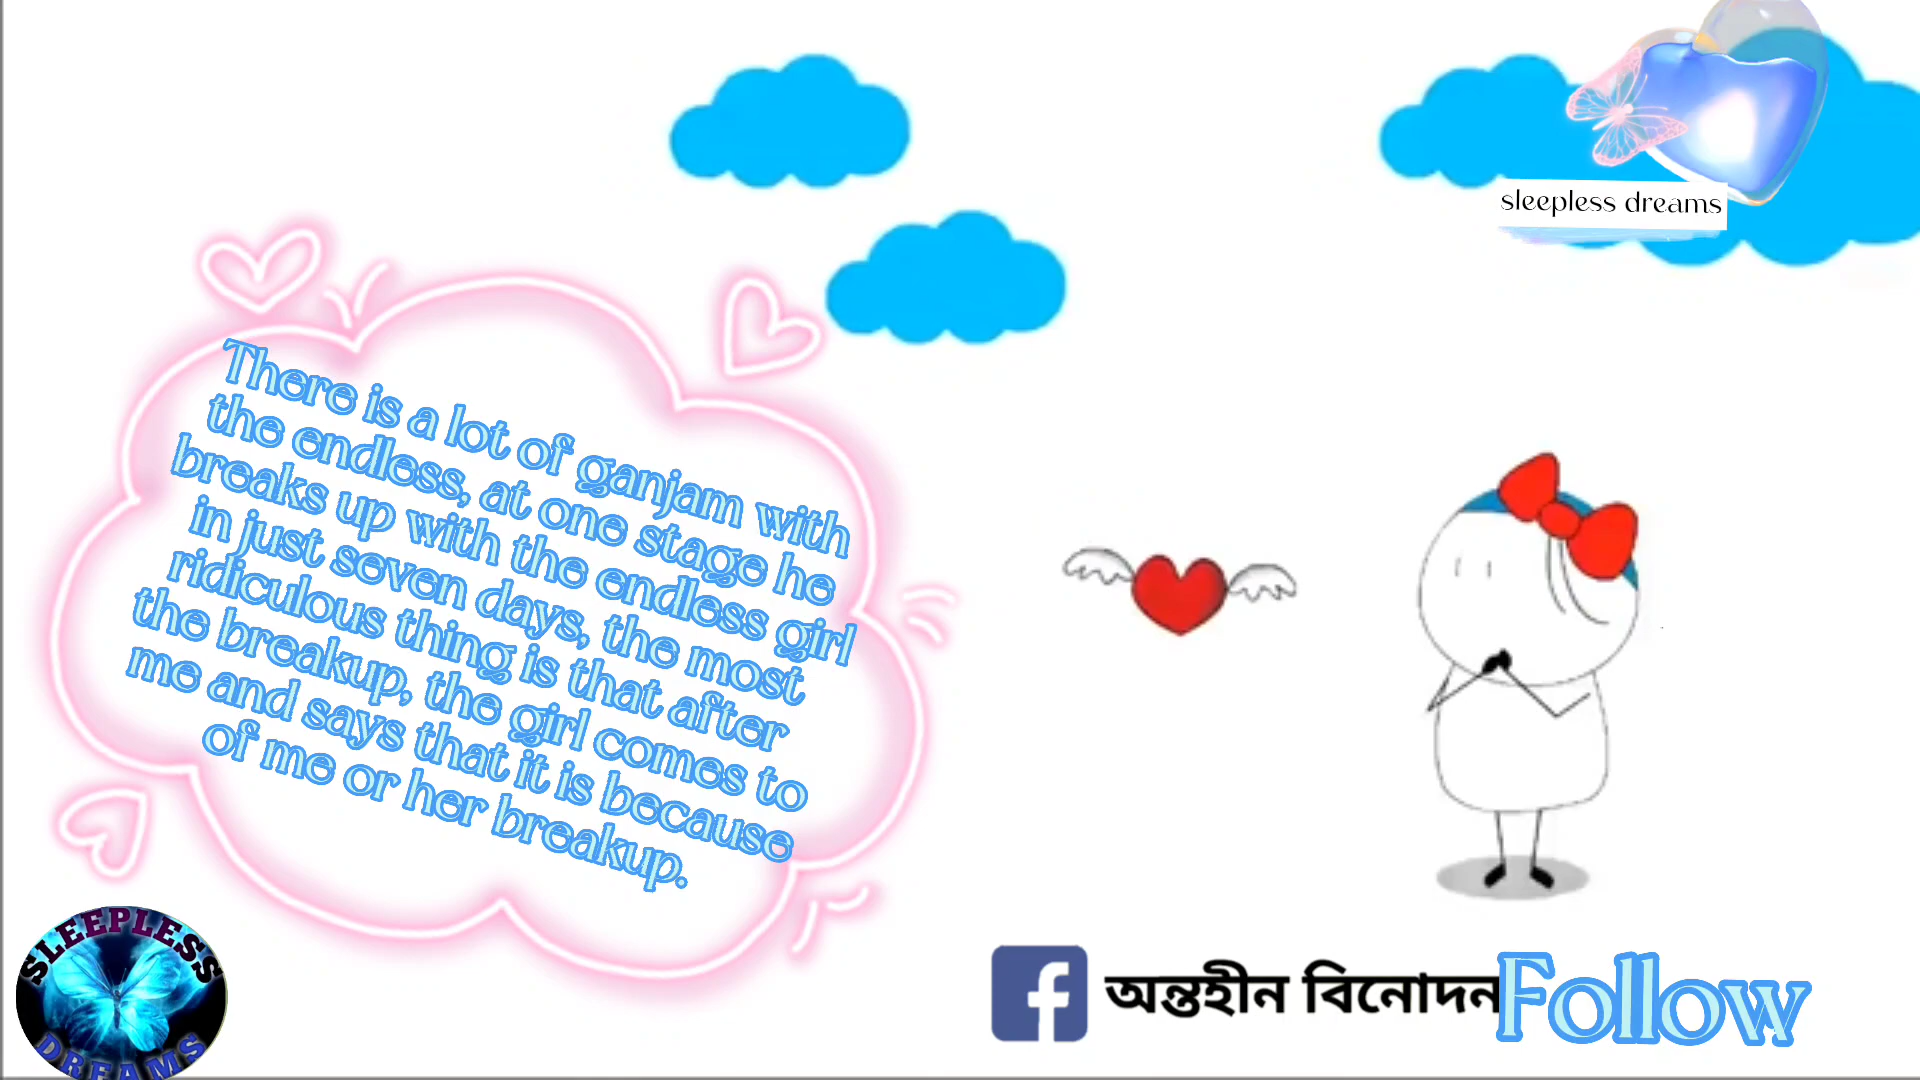 sleepless dreams
There is a lot of ganjam with
the endless, at one stage he
breaks up with the endless girl
in just seven days, the most
ridiculous thing is that after
the breakup, the girl comes to
me and says that it is because
of me or her breakup.
SLEEPLESS
DREAMS
f অন্তহীন বিনোদন Follow